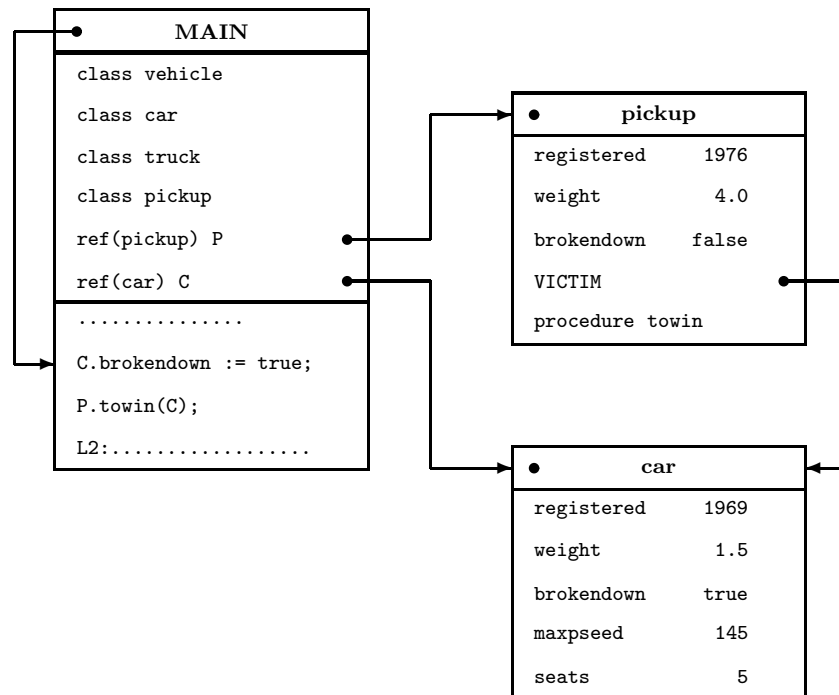 MAIN
class vehicle
class car
class truck
class pickup
ref(pickup) P
ref(car) C
...............
C.brokendown := true;
P.towin(C);
L2:..................
pickup
registered 1976
weight 4.0
brokendown false
VICTIM
procedure towin
car
registered 1969
weight 1.5
brokendown true
maxpseed 145
seats 5